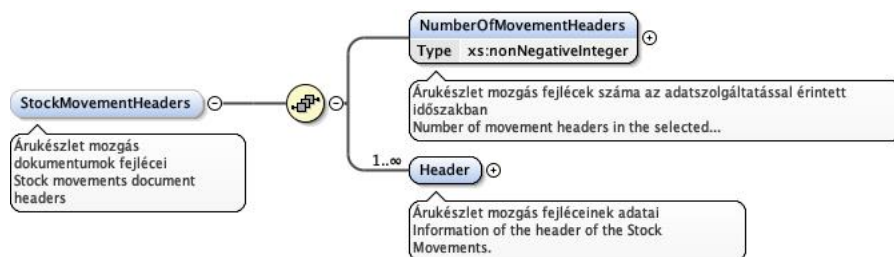 NumberOfMovementHeaders
Type xs:nonNegativeInteger
Árukészlet mozgás fejlécek száma az adatszolgáltatással érintett
időszakban
Number of movement headers in the selected...
StockMovementHeaders
Árukészlet mozgás
dokumentumok fejlécei
Stock movements document
headers
1..∞
Header
Árukészlet mozgás fejléceinek adatai
Information of the header of the Stock
Movements.